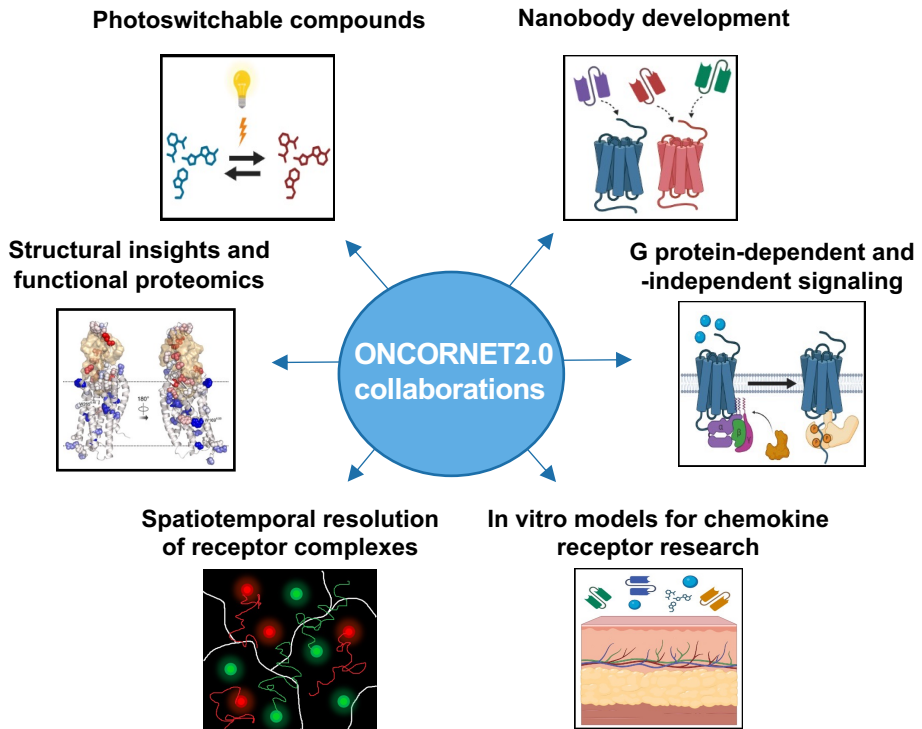 Photoswitchable compounds
Nanobody development
Structural insights and
functional proteomics
180°
G protein-dependent and
-independent signaling
ONCORNET2.0
collaborations
Spatiotemporal resolution
of receptor complexes
In vitro models for chemokine
receptor research